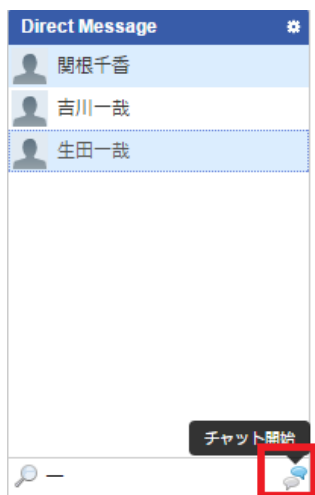 Direct Message
関根千香
吉川一哉
生田一哉
チャット開始
一